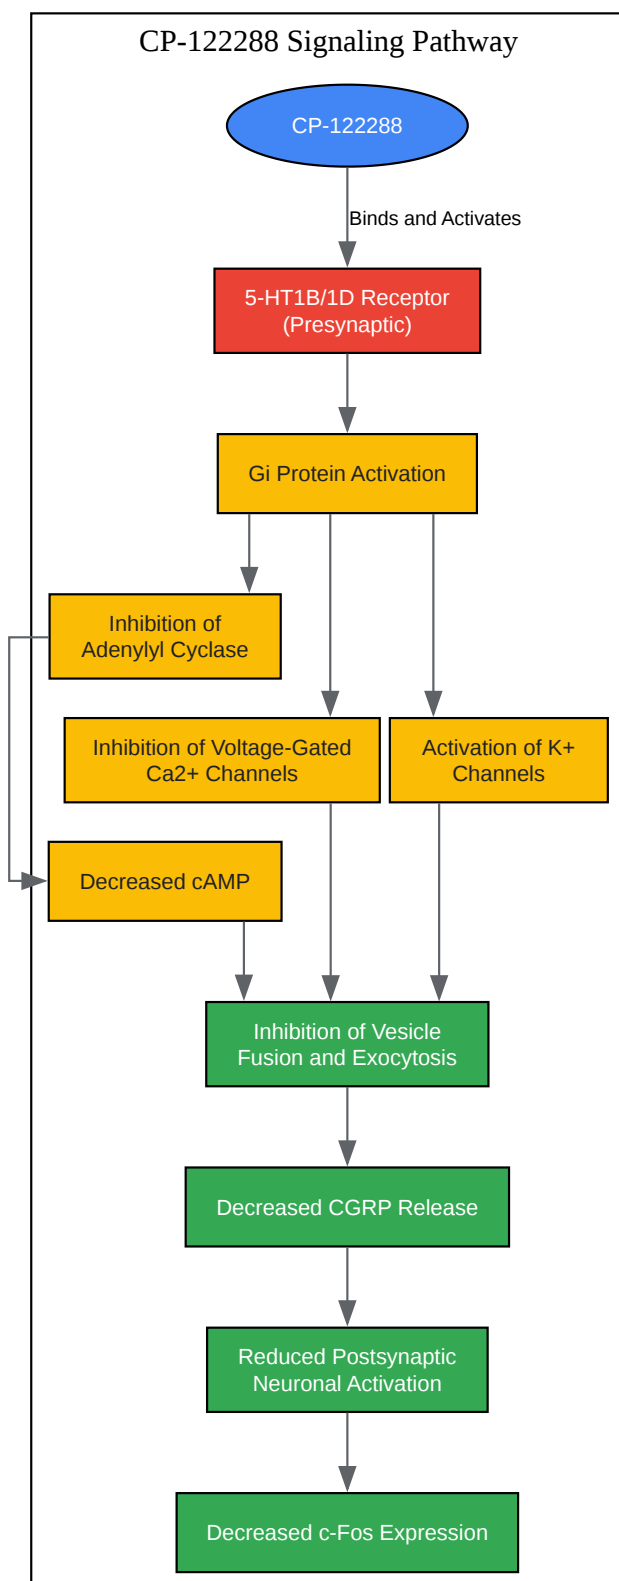 CP-122288 Signaling Pathway
CP-122288
Binds and Activates
5-HT1B/1D Receptor
(Presynaptic)
Gi Protein Activation
Inhibition of
Adenylyl Cyclase
Inhibition of Voltage-Gated
Ca2+ Channels
Activation of K+
Channels
Decreased cAMP
Inhibition of Vesicle
Fusion and Exocytosis
Decreased CGRP Release
Reduced Postsynaptic
Neuronal Activation
Decreased c-Fos Expression